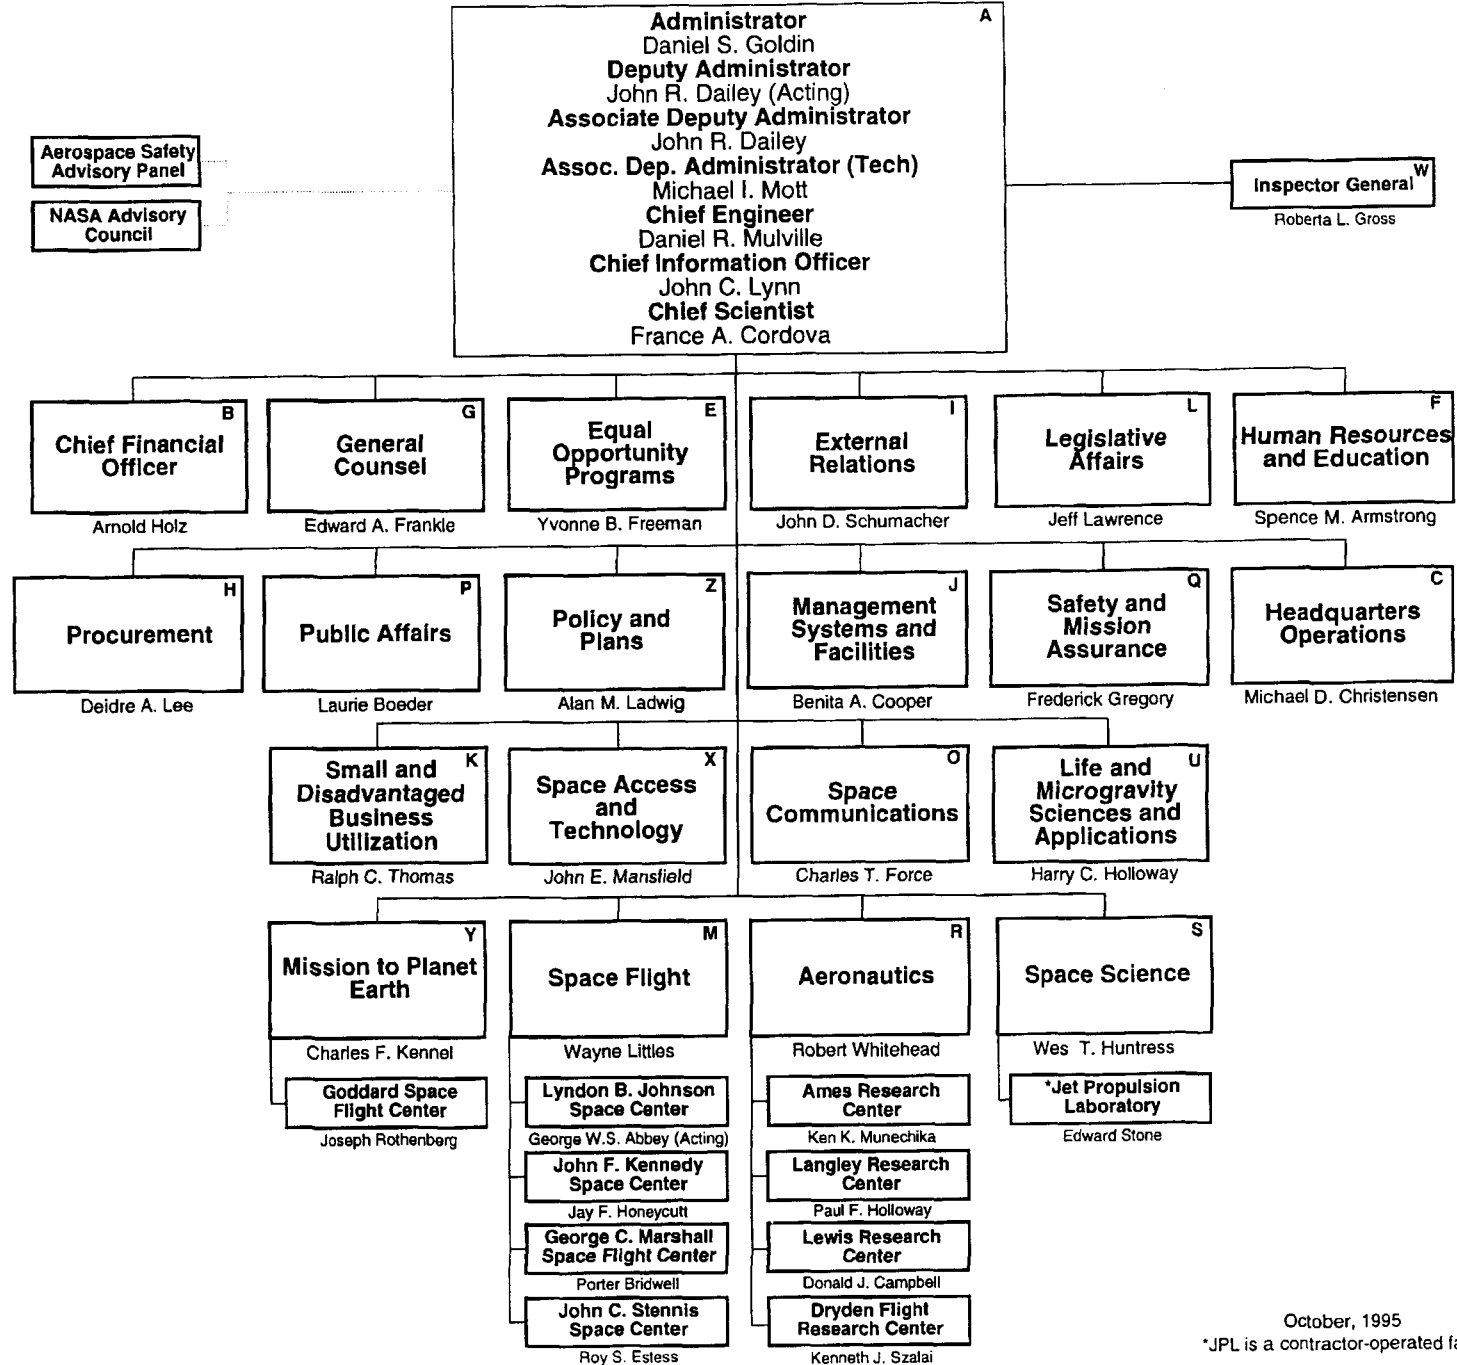 A
Administrator
Daniel S. Goldin
Deputy Administrator
John R. Dailey (Acting)
Associate Deputy Administrator
John R. Dailey
Assoc. Dep. Administrator (Tech)
Michael I. Mott
Chief Engineer
Daniel R. Mulville
Chief Information Officer
John C. Lynn
Chief Scientist
France A. Cordova
Aerospace Safety
Advisory Panel
NASA Advisory
Council
W
Inspector General
Roberta L. Gross
B
Chief Financial
Officer
Arnold Holz
G
General
Counsel
Edward A. Frankle
E
Equal
Opportunity
Programs
Yvonne B. Freeman
I
External
Relations
John D. Schumacher
L
Legislative
Affairs
Jeff Lawrence
F
Human Resources
and Education
Spence M. Armstrong
H
Procurement
Deidre A. Lee
P
Public Affairs
Laurie Boeder
Z
Policy and
Plans
Alan M. Ladwig
J
Management
Systems and
Facilities
Benita A. Cooper
Q
Safety and
Mission
Assurance
Frederick Gregory
C
Headquarters
Operations
Michael D. Christensen
K
Small and
Disadvantaged
Business
Utilization
Ralph C. Thomas
X
Space Access
and
Technology
John E. Mansfield
O
Space
Communications
Charles T. Force
U
Life and
Microgravity
Sciences and
Applications
Harry C. Holloway
Y
Mission to Planet
Earth
Charles F. Kennel
Goddard Space
Flight Center
Joseph Rothenberg
M
Space Flight
Wayne Littles
Lyndon B. Johnson
Space Center
George W.S. Abbey (Acting)
John F. Kennedy
Space Center
Jay F. Honeycutt
George C. Marshall
Space Flight Center
Porter Bridwell
John C. Stennis
Space Center
Roy S. Estess
R
Aeronautics
Robert Whitehead
Ames Research
Center
Ken K. Munechika
Langley Research
Center
Paul F. Holloway
Lewis Research
Center
Donald J. Campbell
Dryden Flight
Research Center
Kenneth J. Szalai
S
Space Science
Wes T. Huntress
*Jet Propulsion
Laboratory
Edward Stone
October, 1995
*JPL is a contractor-operated fa